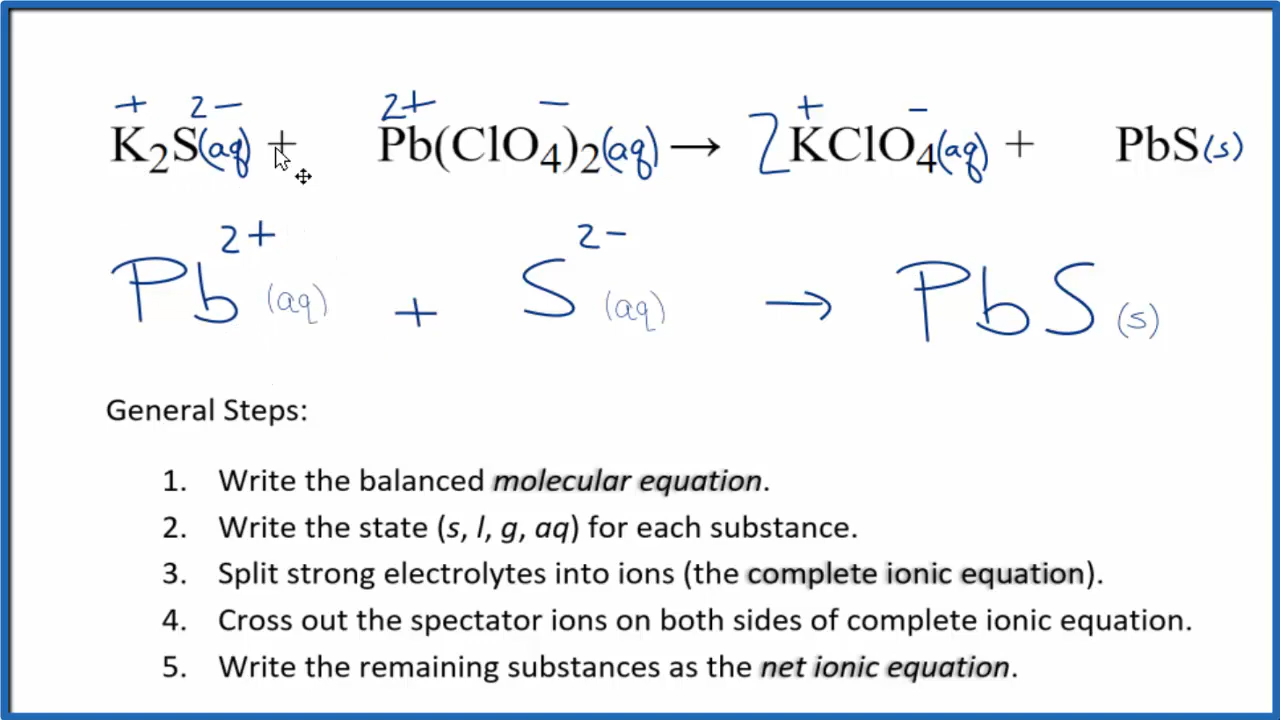 + 2− 2+ − + −
K₂S(aq) + Pb(ClO₄)₂(aq) → 2KClO₄(aq) + PbS(s)
Pb²⁺(aq) + S²⁻(aq) → PbS(s)
General Steps:
1. Write the balanced molecular equation.
2. Write the state (s, l, g, aq) for each substance.
3. Split strong electrolytes into ions (the complete ionic equation).
4. Cross out the spectator ions on both sides of complete ionic equation.
5. Write the remaining substances as the net ionic equation.